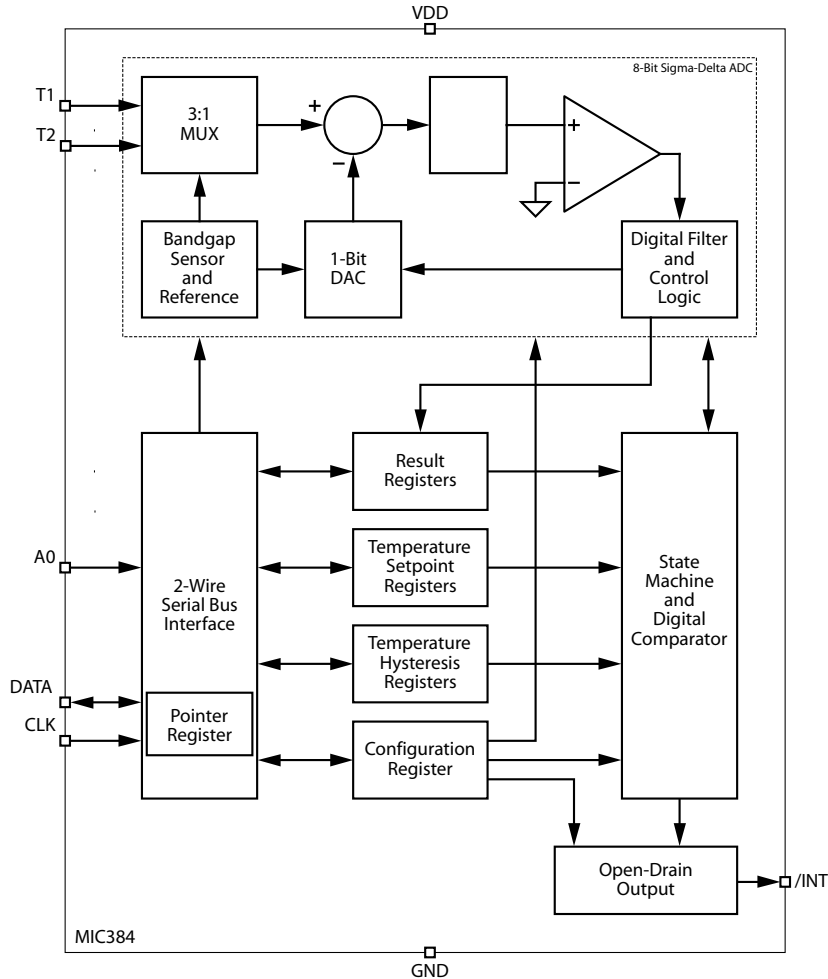 VDD
8-Bit Sigma-Delta ADC
T1
T2
3:1
MUX
+
−
+
−
Bandgap
Sensor
and
Reference
1-Bit
DAC
Digital Filter
and
Control
Logic
Result
Registers
A0
2-Wire
Serial Bus
Interface
Temperature
Setpoint
Registers
State
Machine
and
Digital
Comparator
Temperature
Hysteresis
Registers
DATA
CLK
Pointer
Register
Configuration
Register
Open-Drain
Output
/INT
MIC384
GND